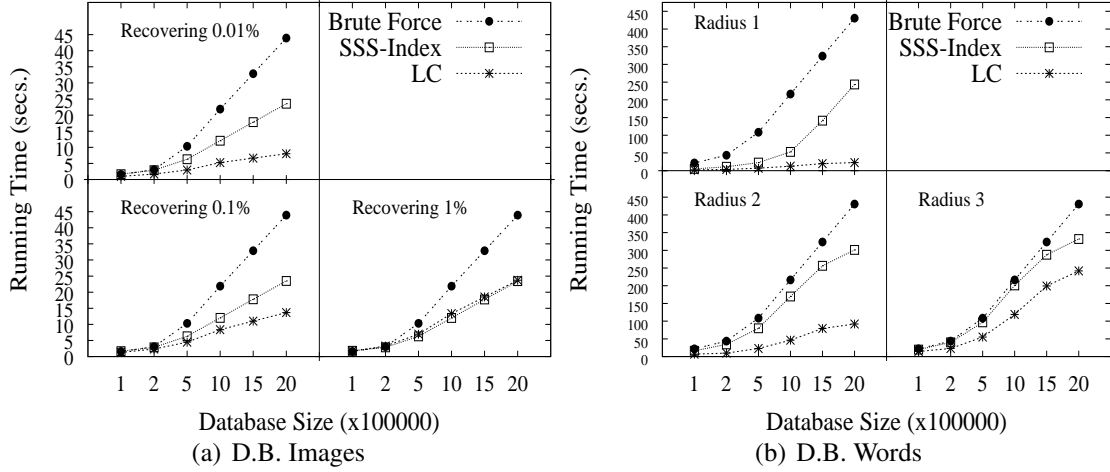 Running Time (secs.)
Recovering 0.01%
Brute Force
SSS-Index
LC
45
40
35
30
25
20
15
10
5
0
Recovering 0.1%
Recovering 1%
45
40
35
30
25
20
15
10
5
0
1 2 5 10 15 20 1 2 5 10 15 20
Database Size (x100000)
(a) D.B. Images
Running Time (secs.)
Radius 1
Brute Force
SSS-Index
LC
450
400
350
300
250
200
150
100
50
0
Radius 2
Radius 3
450
400
350
300
250
200
150
100
50
0
1 2 5 10 15 20 1 2 5 10 15 20
Database Size (x100000)
(b) D.B. Words